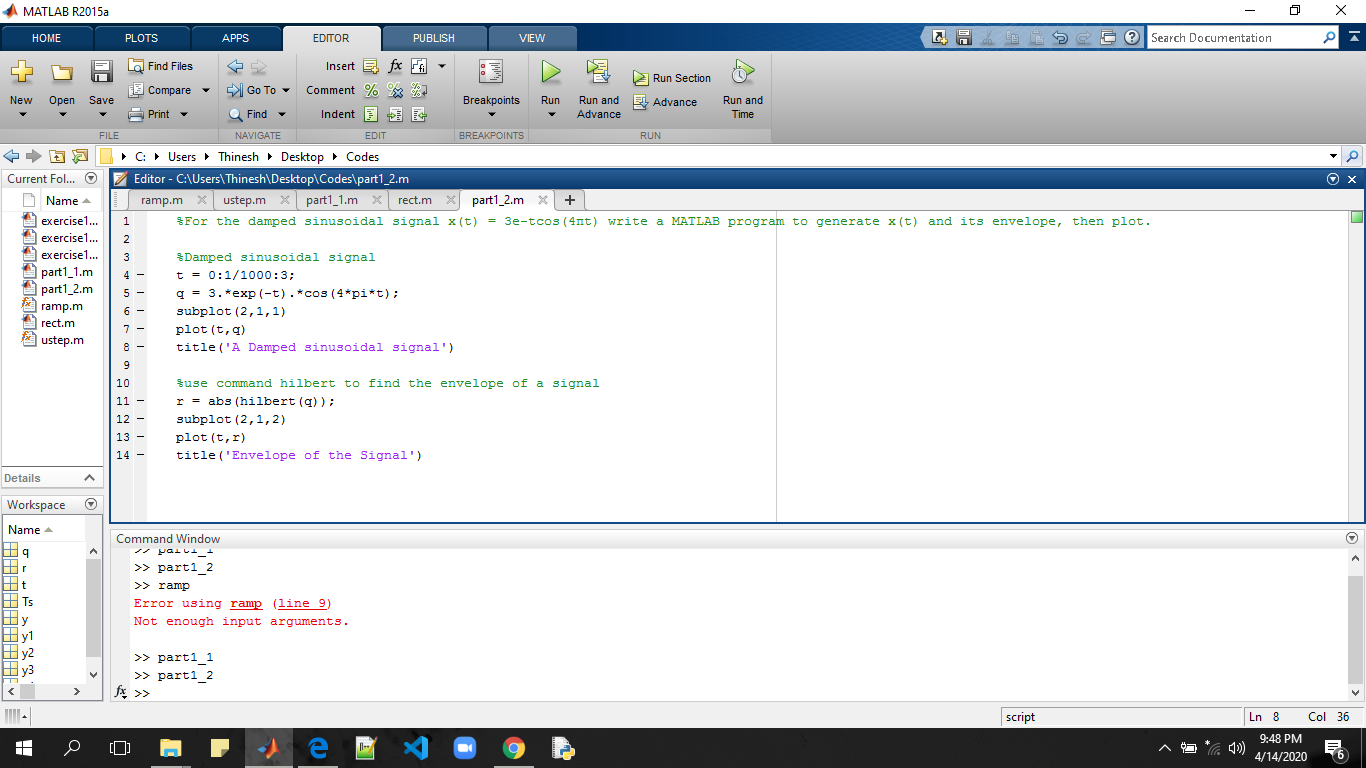 MATLAB R2015a
HOME PLOTS APPS EDITOR PUBLISH VIEW
Search Documentation
New Open Save
Find Files
Compare
Print
Go To
Find
Insert
Comment
Indent
Breakpoints
Run
Run and Advance
Run Section
Advance
Run and Time
FILE NAVIGATE EDIT BREAKPOINTS RUN
C: Users Thinesh Desktop Codes
Current Fol...
Name
exercise1...
exercise1...
exercise1...
part1_1.m
part1_2.m
ramp.m
rect.m
ustep.m
Details
Workspace
Name
q
r
t
Ts
y
y1
y2
y3
Editor - C:\Users\Thinesh\Desktop\Codes\part1_2.m
ramp.m ustep.m part1_1.m rect.m part1_2.m
1 %For the damped sinusoidal signal x(t) = 3e-tcos(4πt) write a MATLAB program to generate x(t) and its envelope, then plot.
2
3 %Damped sinusoidal signal
4 – t = 0:1/1000:3;
5 – q = 3.*exp(-t).*cos(4*pi*t);
6 – subplot(2,1,1)
7 – plot(t,q)
8 – title('A Damped sinusoidal signal')
9
10 %use command hilbert to find the envelope of a signal
11 – r = abs(hilbert(q));
12 – subplot(2,1,2)
13 – plot(t,r)
14 – title('Envelope of the Signal')
Command Window
>> part1_1
>> part1_2
>> ramp
Error using ramp (line 9)
Not enough input arguments.
>> part1_1
>> part1_2
fx >>
script
Ln 8 Col 36
9:48 PM
4/14/2020
6